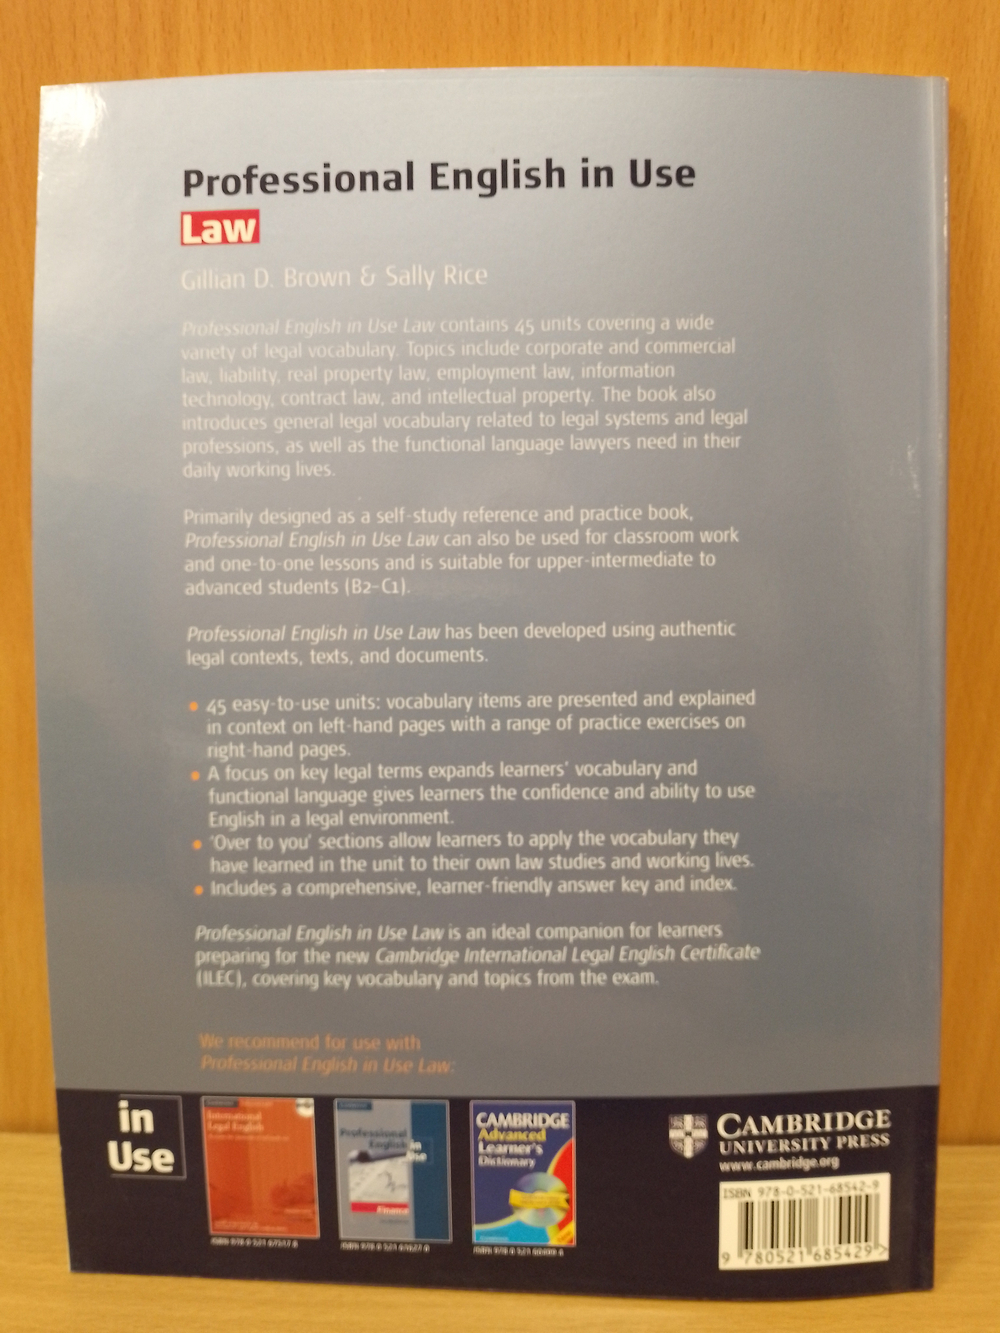 Professional English in Use
Law
Gillian D. Brown & Sally Rice
Professional English in Use Law contains 45 units covering a wide
variety of legal vocabulary. Topics include corporate and commercial
law, liability, real property law, employment law, information
technology, contract law, and intellectual property. The book also
introduces general legal vocabulary related to legal systems and legal
professions, as well as the functional language lawyers need in their
daily working lives.
Primarily designed as a self-study reference and practice book,
Professional English in Use Law can also be used for classroom work
and one-to-one lessons and is suitable for upper-intermediate to
advanced students (B2–C1).
Professional English in Use Law has been developed using authentic
legal contexts, texts, and documents.
• 45 easy-to-use units: vocabulary items are presented and explained
in context on left-hand pages with a range of practice exercises on
right-hand pages.
• A focus on key legal terms expands learners' vocabulary and
functional language gives learners the confidence and ability to use
English in a legal environment.
• 'Over to you' sections allow learners to apply the vocabulary they
have learned in the unit to their own law studies and working lives.
• Includes a comprehensive, learner-friendly answer key and index.
Professional English in Use Law is an ideal companion for learners
preparing for the new Cambridge International Legal English Certificate
(ILEC), covering key vocabulary and topics from the exam.
We recommend for use with
Professional English in Use Law:
in
Use
International
Legal English
Professional
English in
Use
Finance
CAMBRIDGE
Advanced
Learner's
Dictionary
CAMBRIDGE
UNIVERSITY PRESS
www.cambridge.org
ISBN 978-0-521-68542-9
9 780521 685429 >